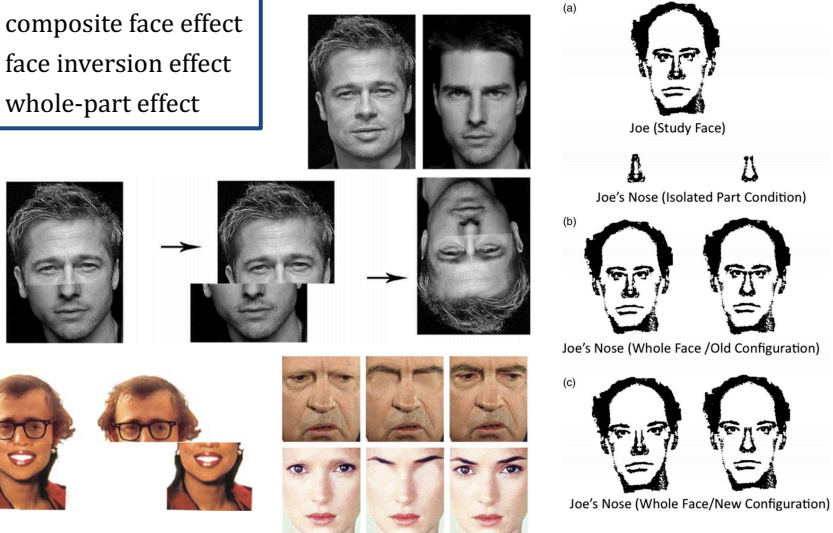 composite face effect
face inversion effect
whole-part effect
(a)
Joe (Study Face)
Joe's Nose (Isolated Part Condition)
(b)
Joe's Nose (Whole Face /Old Configuration)
(c)
Joe's Nose (Whole Face/New Configuration)